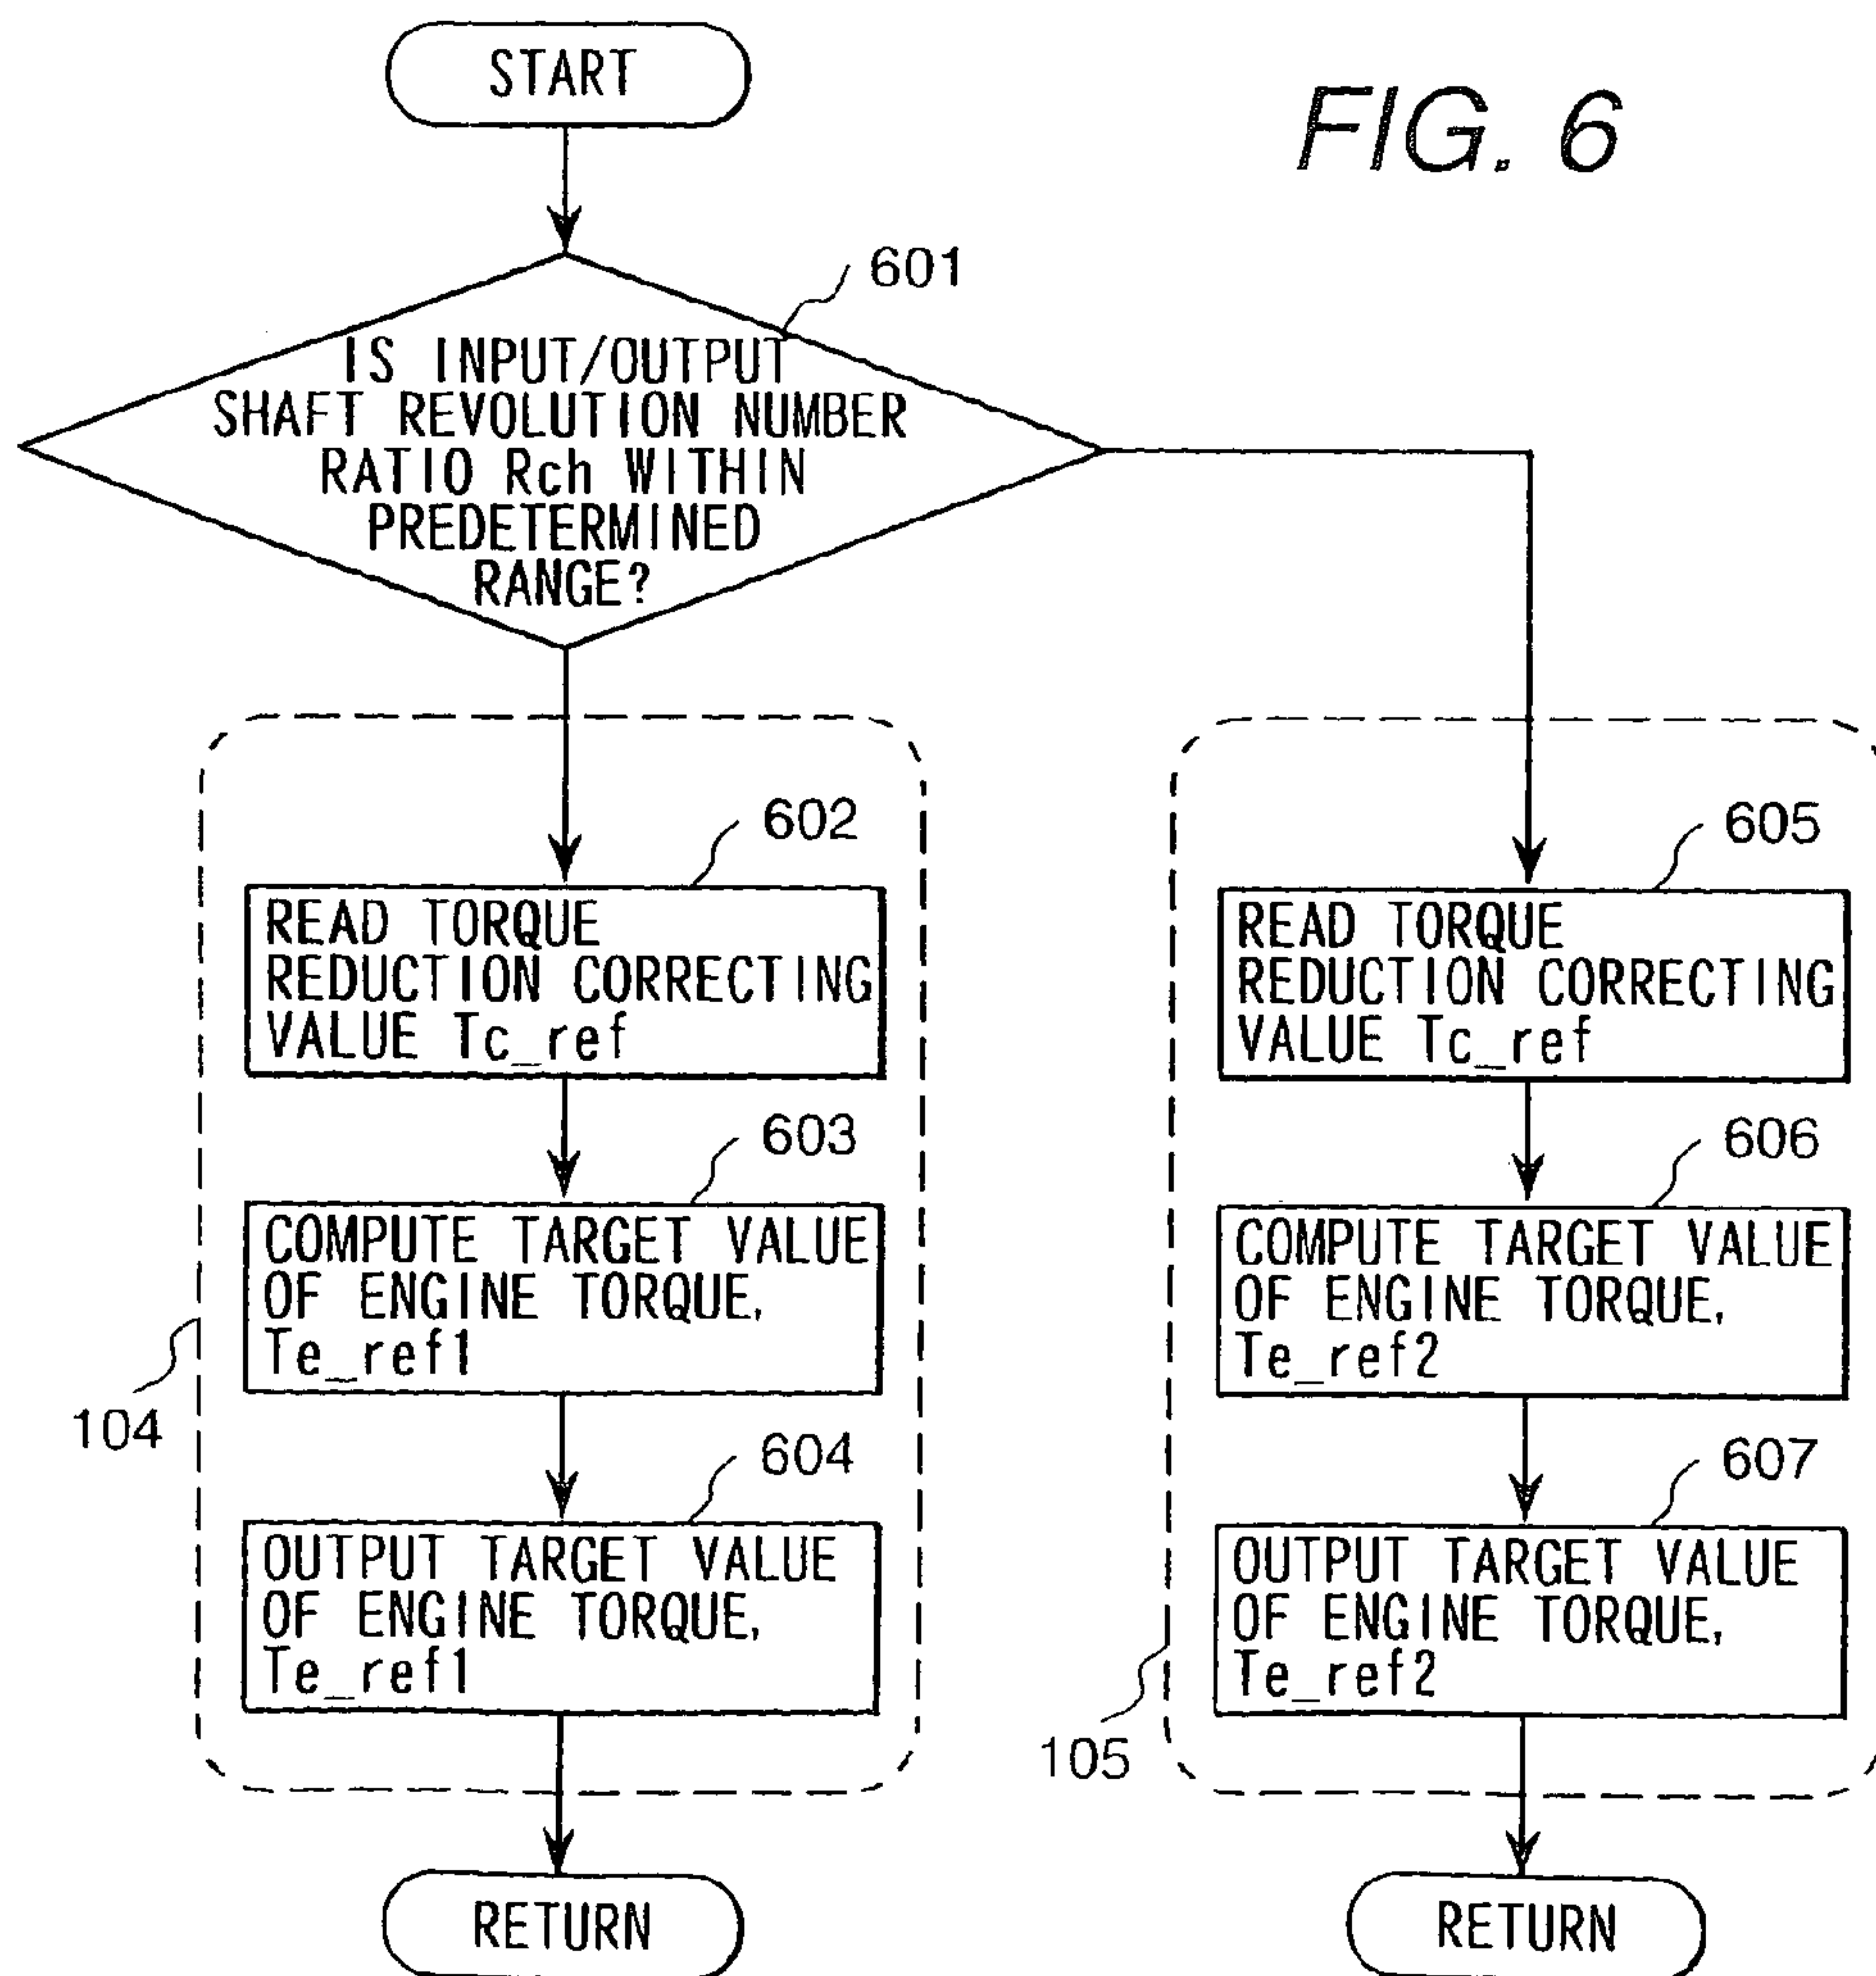 START
FIG. 6
601
IS INPUT/OUTPUT
SHAFT REVOLUTION NUMBER
RATIO Rch WITHIN
PREDETERMINED
RANGE?
602
READ TORQUE
REDUCTION CORRECTING
VALUE Tc_ref
603
COMPUTE TARGET VALUE
OF ENGINE TORQUE,
Te_ref1
104
604
OUTPUT TARGET VALUE
OF ENGINE TORQUE,
Te_ref1
RETURN
605
READ TORQUE
REDUCTION CORRECTING
VALUE Tc_ref
606
COMPUTE TARGET VALUE
OF ENGINE TORQUE,
Te_ref2
607
OUTPUT TARGET VALUE
OF ENGINE TORQUE,
Te_ref2
105
RETURN